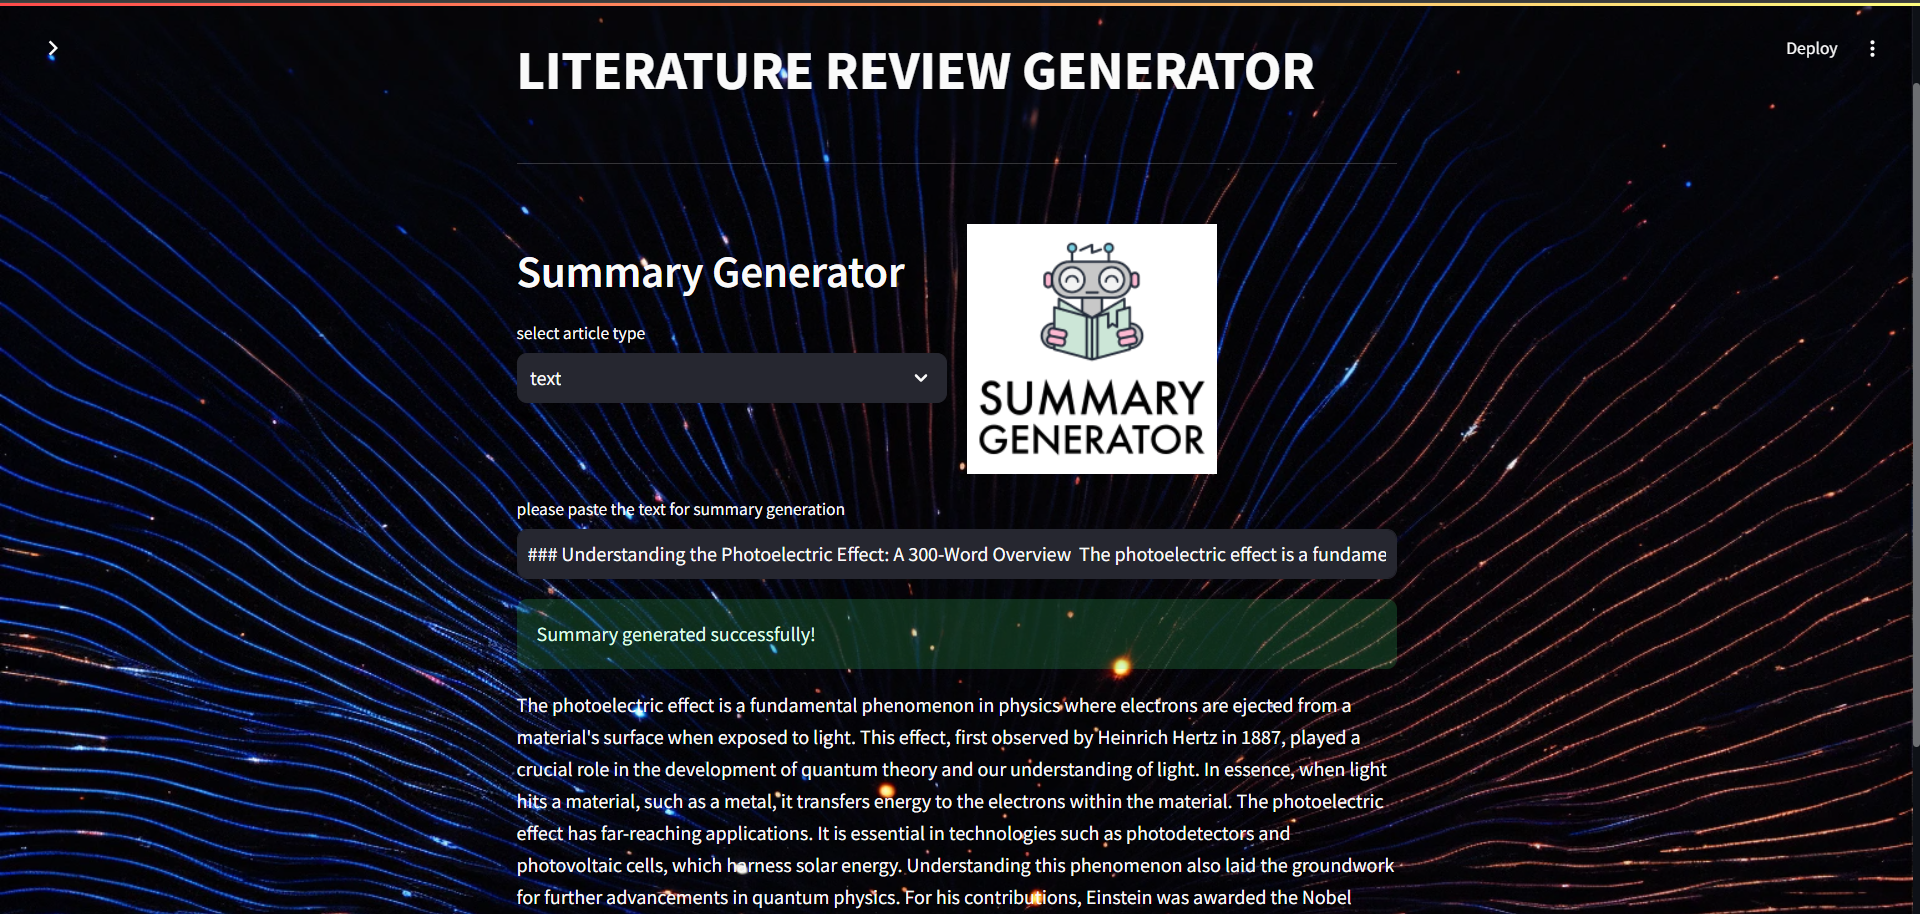 Deploy
LITERATURE REVIEW GENERATOR
Summary Generator
select article type
text
SUMMARY
GENERATOR
please paste the text for summary generation
### Understanding the Photoelectric Effect: A 300-Word Overview  The photoelectric effect is a fundame
Summary generated successfully!
The photoelectric effect is a fundamental phenomenon in physics where electrons are ejected from a
material's surface when exposed to light. This effect, first observed by Heinrich Hertz in 1887, played a
crucial role in the development of quantum theory and our understanding of light. In essence, when light
hits a material, such as a metal, it transfers energy to the electrons within the material. The photoelectric
effect has far-reaching applications. It is essential in technologies such as photodetectors and
photovoltaic cells, which harness solar energy. Understanding this phenomenon also laid the groundwork
for further advancements in quantum physics. For his contributions, Einstein was awarded the Nobel